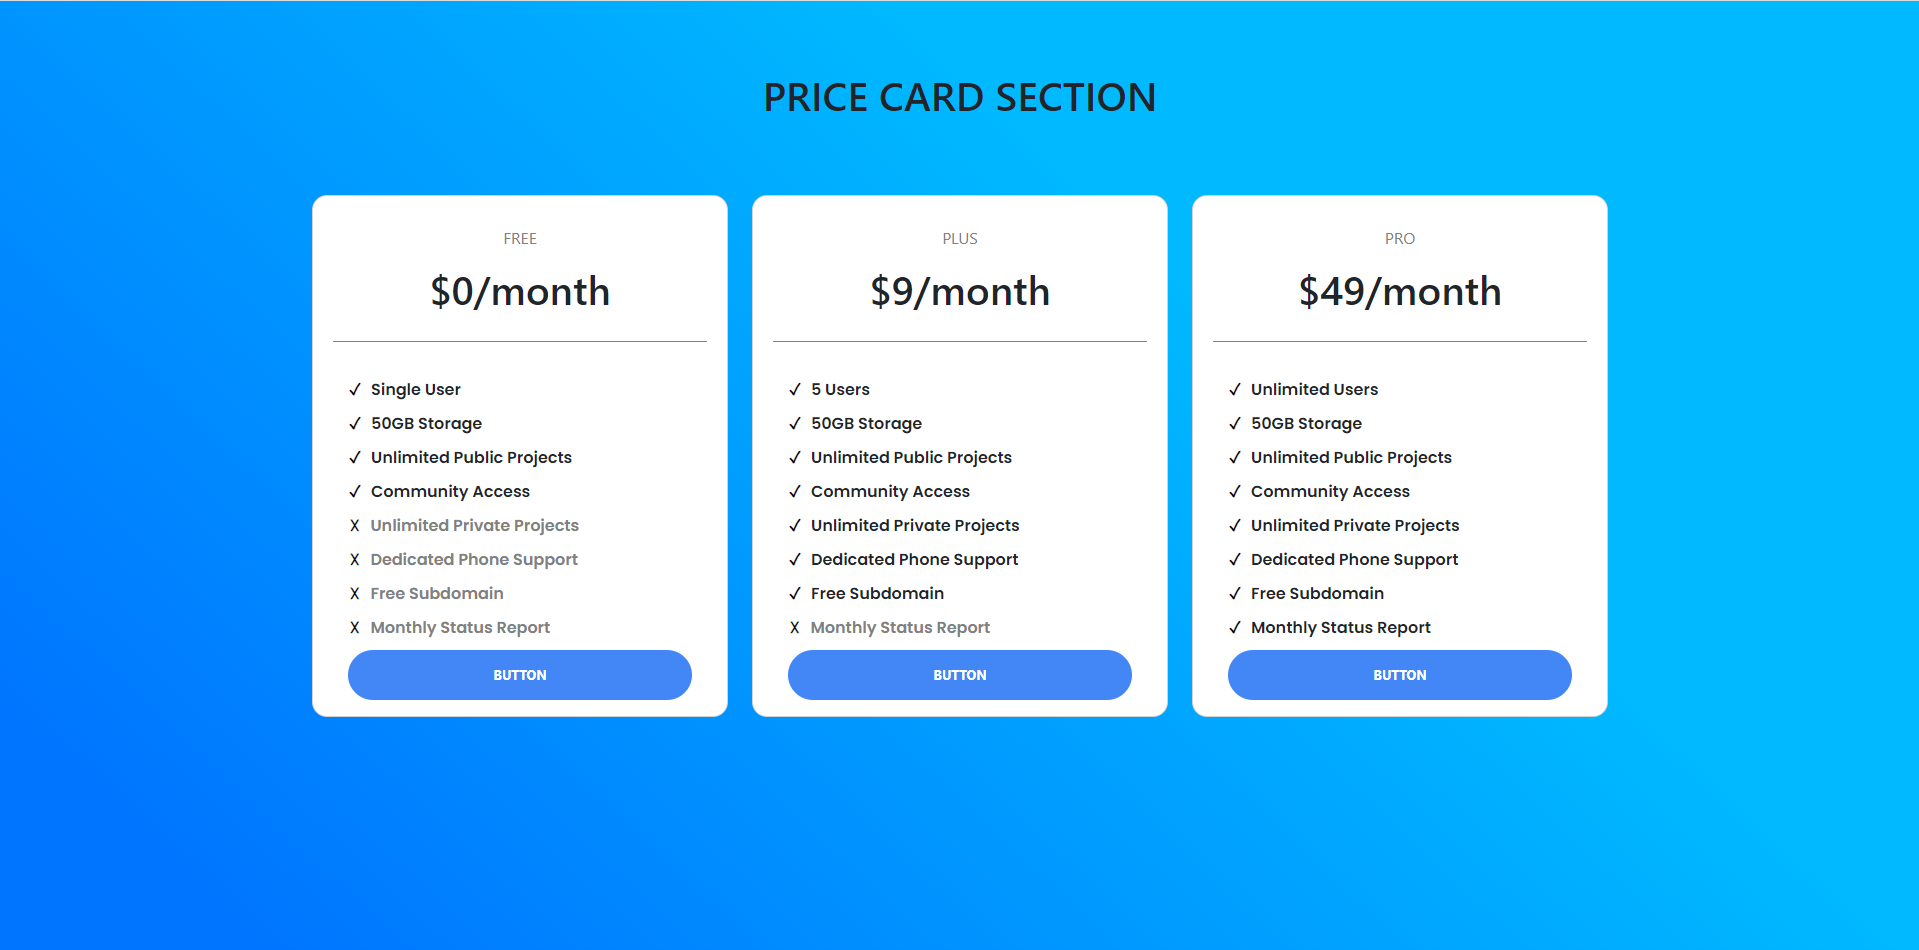 PRICE CARD SECTION
FREE
$0/month
✓ Single User
✓ 50GB Storage
✓ Unlimited Public Projects
✓ Community Access
X Unlimited Private Projects
X Dedicated Phone Support
X Free Subdomain
X Monthly Status Report
BUTTON
PLUS
$9/month
✓ 5 Users
✓ 50GB Storage
✓ Unlimited Public Projects
✓ Community Access
✓ Unlimited Private Projects
✓ Dedicated Phone Support
✓ Free Subdomain
X Monthly Status Report
BUTTON
PRO
$49/month
✓ Unlimited Users
✓ 50GB Storage
✓ Unlimited Public Projects
✓ Community Access
✓ Unlimited Private Projects
✓ Dedicated Phone Support
✓ Free Subdomain
✓ Monthly Status Report
BUTTON